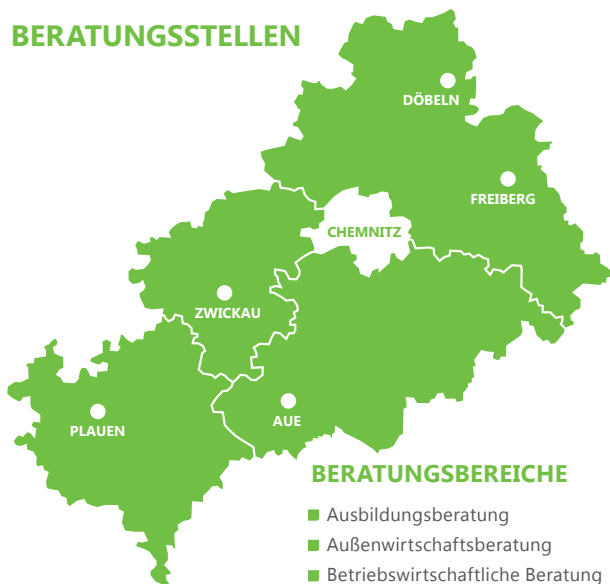 BERATUNGSSTELLEN
DÖBELN
FREIBERG
CHEMNITZ
ZWICKAU
AUE
PLAUEN
BERATUNGSBEREICHE
Ausbildungsberatung
Außenwirtschaftsberatung
Betriebswirtschaftliche Beratung